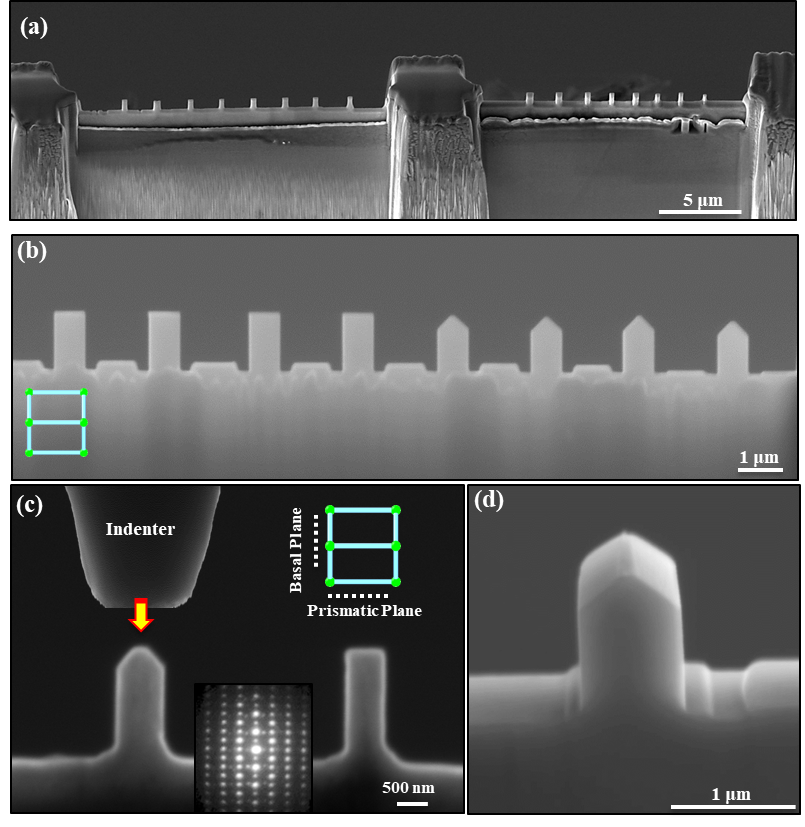 (a)
5 μm
(b)
1 μm
(c)
Indenter
Basal Plane
Prismatic Plane
500 nm
(d)
1 μm